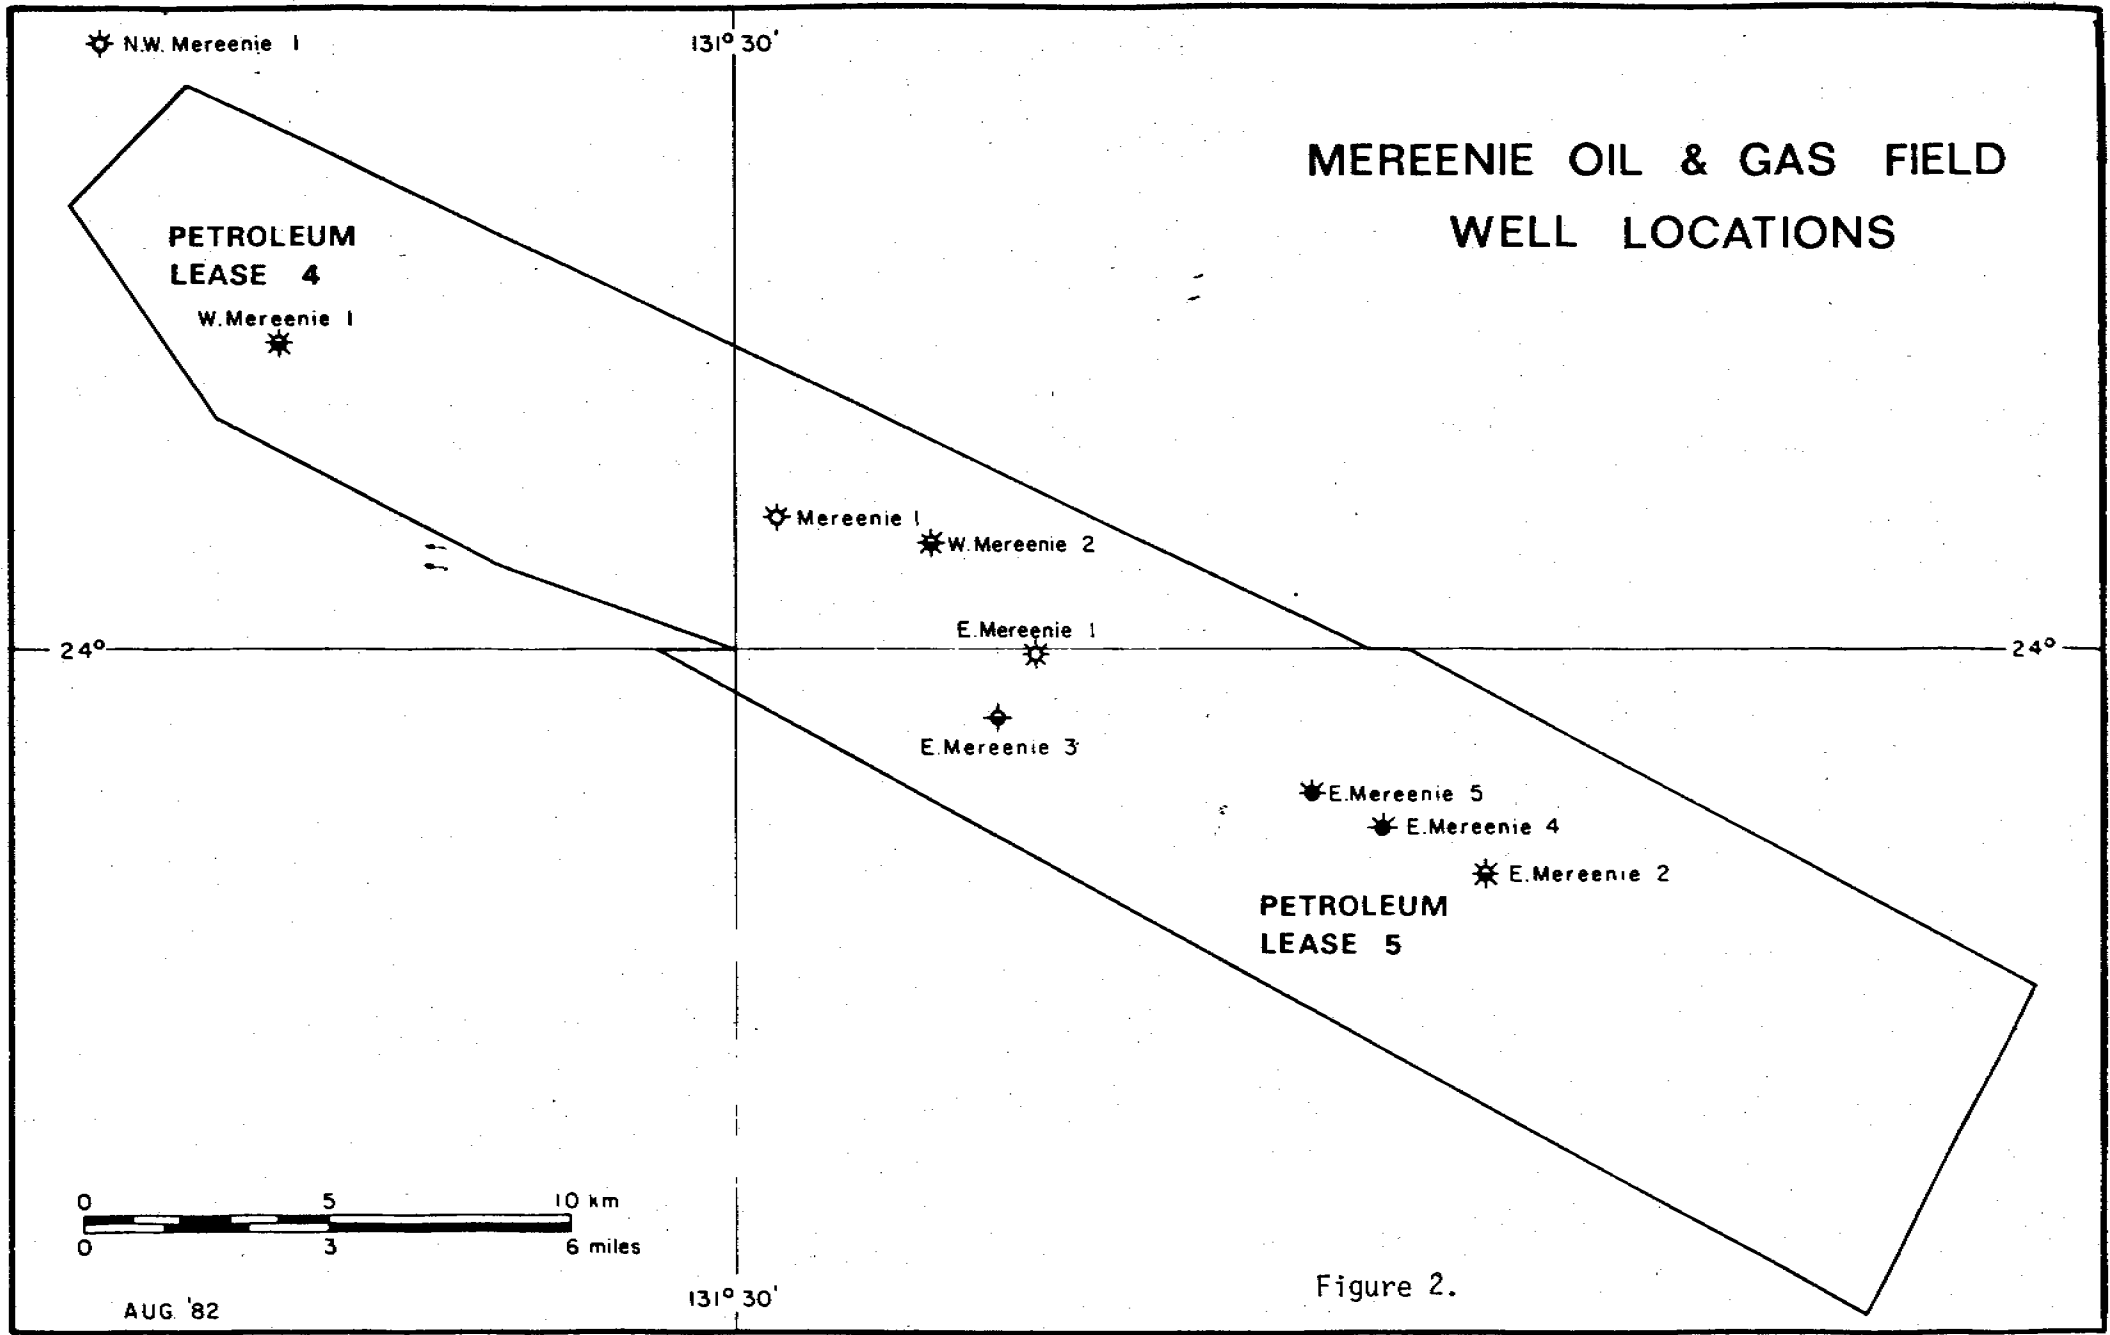 N.W. Mereenie 1
131° 30'
MEREENIE OIL & GAS FIELD
WELL LOCATIONS
PETROLEUM
LEASE 4
W.Mereenie 1
Mereenie 1
W.Mereenie 2
E.Mereenie 1
24°
24°
E.Mereenie 3
E.Mereenie 5
E.Mereenie 4
E.Mereenie 2
PETROLEUM
LEASE 5
0 5 10 km
0 3 6 miles
AUG '82
131° 30'
Figure 2.